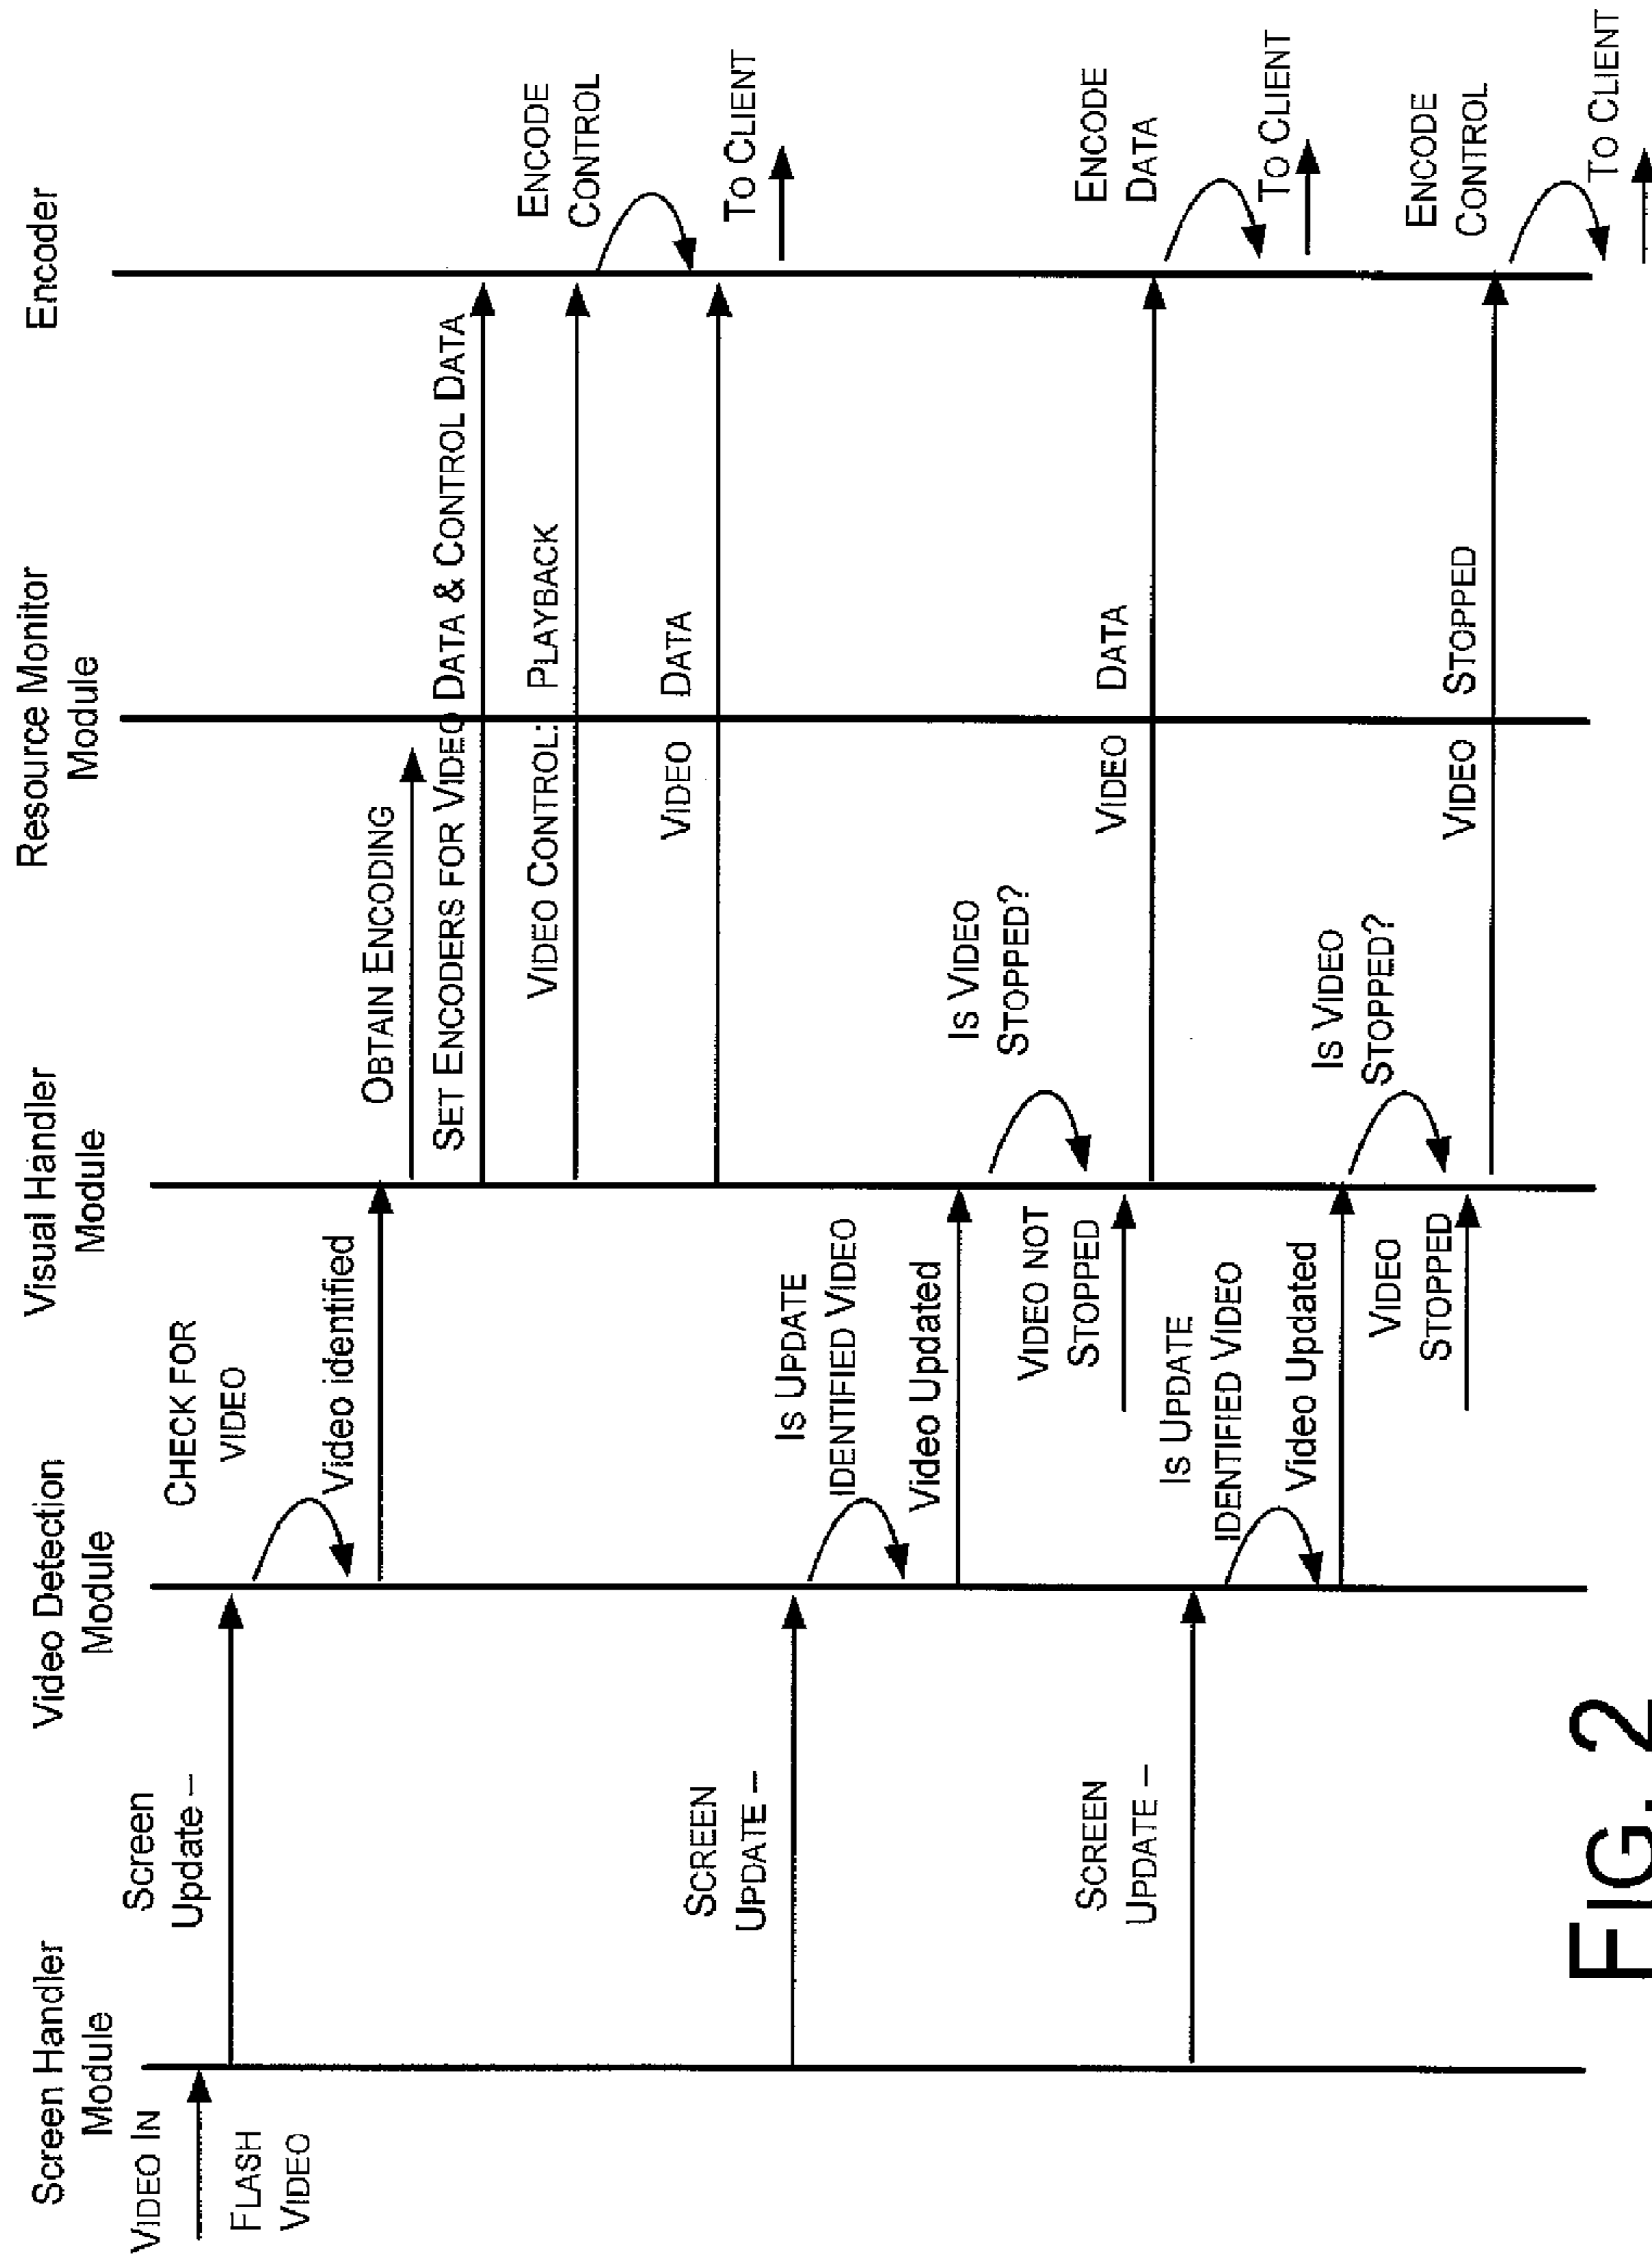 Screen Handler
Module
Video Detection
Module
Visual Handler
Module
Resource Monitor
Module
Encoder
VIDEO IN
FLASH
VIDEO
Screen
Update –
CHECK FOR
VIDEO
Video identified
OBTAIN ENCODING
SET ENCODERS FOR VIDEO DATA & CONTROL DATA
VIDEO CONTROL: PLAYBACK
ENCODE
CONTROL
VIDEO DATA
TO CLIENT
SCREEN
UPDATE –
IS UPDATE
IDENTIFIED VIDEO
Video Updated
IS VIDEO
STOPPED?
VIDEO NOT
STOPPED
VIDEO DATA
ENCODE
DATA
TO CLIENT
SCREEN
UPDATE –
IS UPDATE
IDENTIFIED VIDEO
Video Updated
IS VIDEO
STOPPED?
VIDEO
STOPPED
VIDEO STOPPED
ENCODE
CONTROL
TO CLIENT
FIG. 2